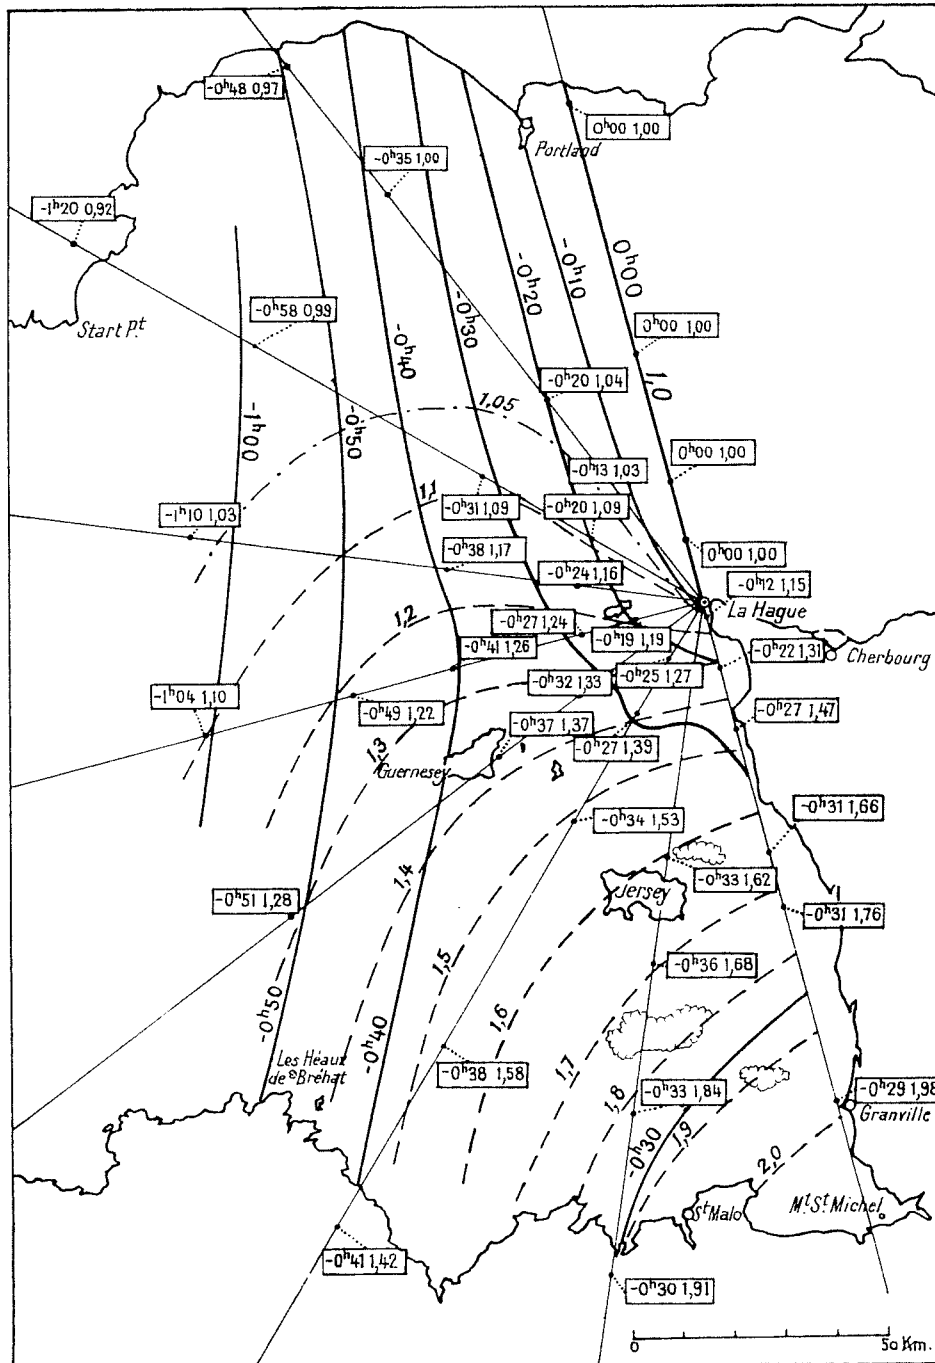 -0h48 0,97
0h00 1,00
Portland
-0h35 1,00
-1h20 0,92
0h00
-0h10
-0h20
-0h30
-0h40
-0h50
-1h00
Start P.t
-0h58 0,99
0h00 1,00
1,0
-0h20 1,04
1,05
0h00 1,00
-0h13 1,03
1,1
-0h31 1,09
-0h20 1,09
-1h10 1,03
0h00 1,00
-0h38 1,17
-0h24 1,16
-0h12 1,15
La Hague
1,2
-0h27 1,24
-0h19 1,19
-0h41 1,26
-0h22 1,31
Cherbourg
-0h32 1,33
-0h25 1,27
-1h04 1,10
-0h49 1,22
-0h37 1,37
-0h27 1,39
-0h27 1,47
1,3
Guernesey
-0h34 1,53
-0h31 1,66
1,4
-0h33 1,62
Jersey
-0h51 1,28
-0h31 1,76
1,5
-0h36 1,68
-0h50
1,6
-0h40
Les Héaux
de Bréhat
-0h38 1,58
1,7
1,8
-0h33 1,84
-0h29 1,98
Granville
-0h30
1,9
2,0
St Malo
Mt. St. Michel
-0h41 1,42
-0h30 1,91
0
50 Km.